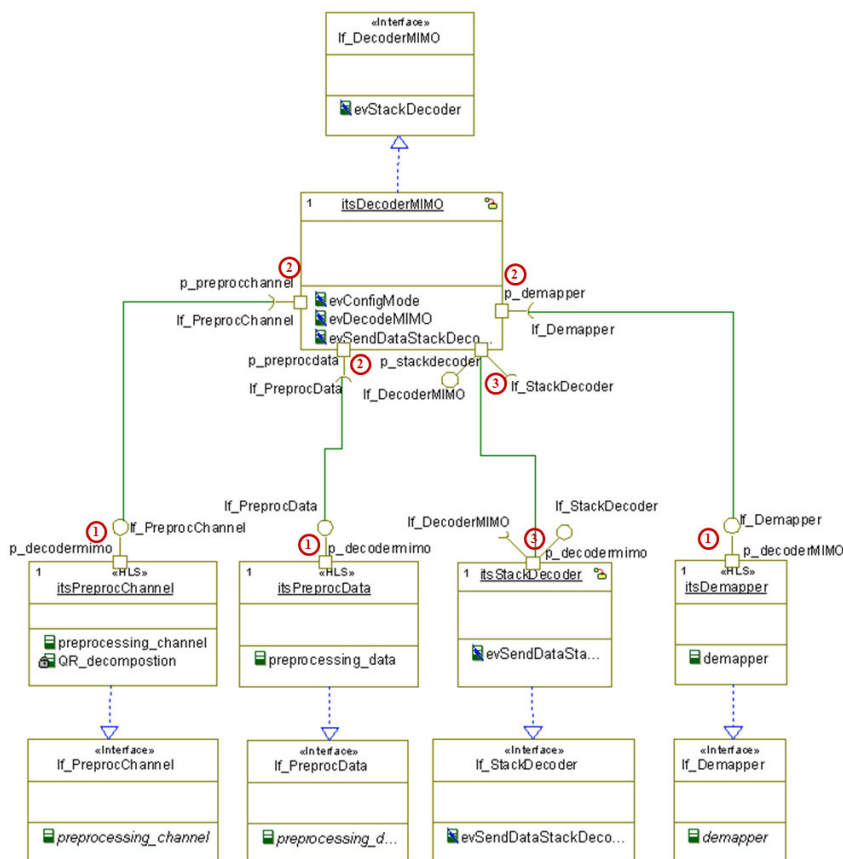 «Interface»
If_DecoderMIMO
evStackDecoder
1
itsDecoderMIMO
2
2
p_preprocchannel
p_demapper
evConfigMode
If_PreprocChannel
evDecodeMIMO
If_Demapper
evSendDataStackDeco...
p_preprocdata
p_stackdecoder
2
If_PreprocData
If_DecoderMIMO
3
If_StackDecoder
1
If_PreprocChannel
p_decodermimo
If_PreprocData
1
p_decodermimo
If_StackDecoder
If_DecoderMIMO
3
p_decodermimo
If_Demapper
1
p_decoderMIMO
1
«HLS»
itsPreprocChannel
preprocessing_channel
QR_decompostion
1
«HLS»
itsPreprocData
preprocessing_data
1
itsStackDecoder
evSendDataSta...
1
«HLS»
itsDemapper
demapper
«Interface»
If_PreprocChannel
preprocessing_channel
«Interface»
If_PreprocData
preprocessing_d...
«Interface»
If_StackDecoder
evSendDataStackDeco...
«Interface»
If_Demapper
demapper